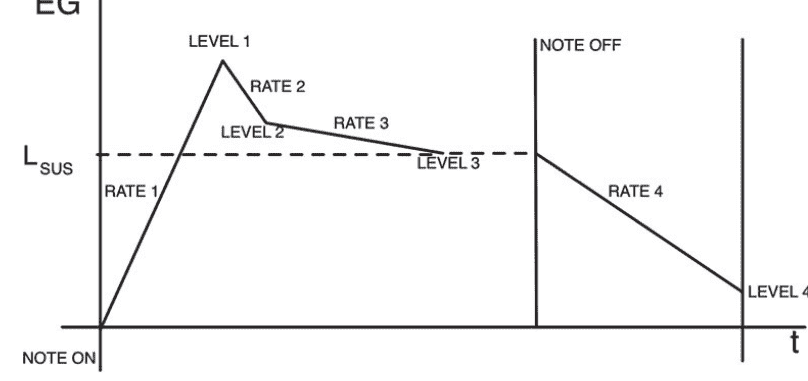 EG
LEVEL 1
NOTE OFF
RATE 2
RATE 3
LEVEL 2
L SUS
LEVEL 3
RATE 1
RATE 4
LEVEL 4
t
NOTE ON